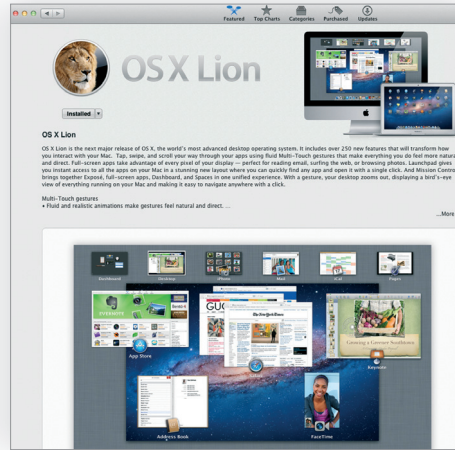 Featured Top Charts Categories Purchased Updates
OS X Lion
Installed
OS X Lion
OS X Lion is the next major release of OS X, the world's most advanced desktop operating system. It includes over 250 new features that will transform how
you interact with your Mac. Tap, swipe, and scroll your way through your apps using fluid Multi-Touch gestures that make everything you do feel more natural
and direct. Full-screen apps take advantage of every pixel of your display — perfect for reading email, surfing the web, or browsing photos. Launchpad gives
you instant access to all the apps on your Mac in a stunning new layout where you can quickly find any app and open it with a single click. And Mission Contro
brings together Exposé, full-screen apps, Dashboard, and Spaces in one unified experience. With a gesture, your desktop zooms out, displaying a bird's-eye
view of everything running on your Mac and making it easy to navigate anywhere with a click.
Multi-Touch gestures
• Fluid and realistic animations make gestures feel natural and direct. ...
...More
Dashboard Desktop iPhoto Mail iCal Pages
EVERNOTE
The New York Times
Growing a Greener Southeast
App Store
Safari
Keynote
Address Book
FaceTime